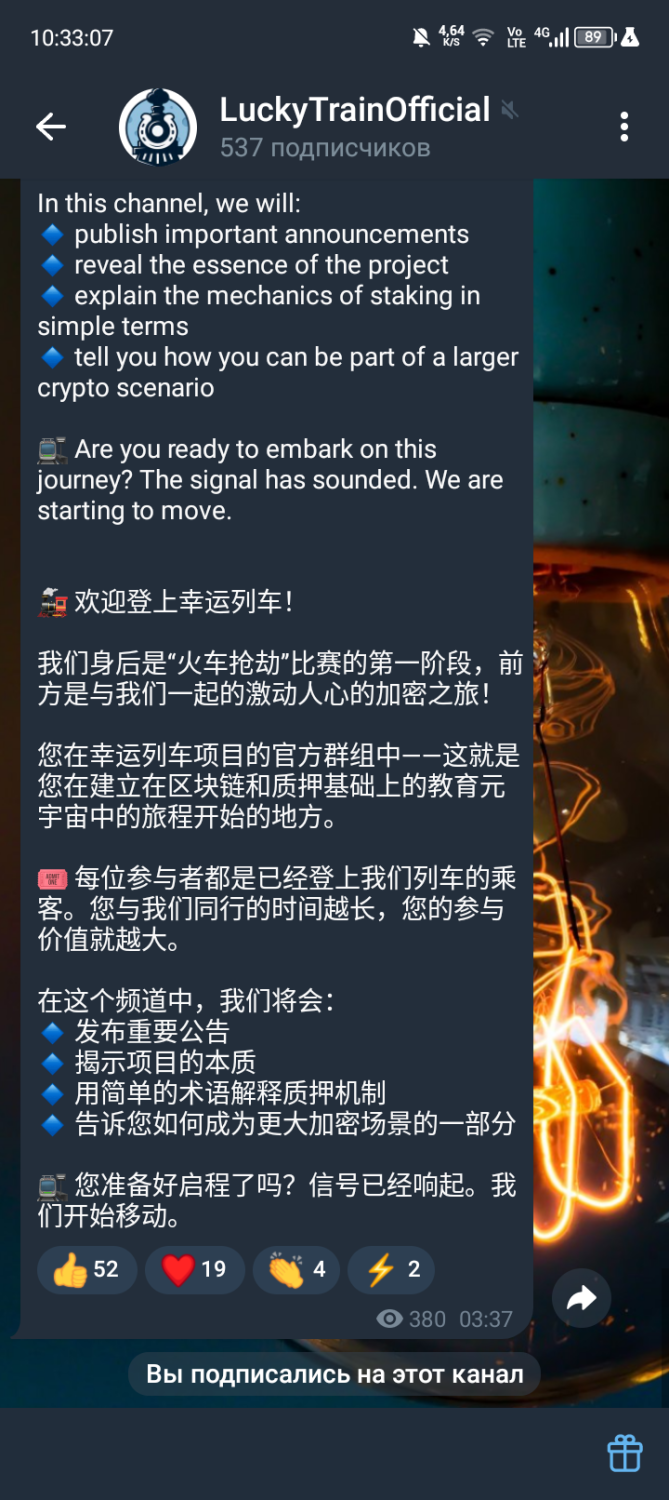 10:33:07
4,64
K/S
Vo
LTE
4G
89
LuckyTrainOfficial
537 подписчиков
In this channel, we will:
🔹 publish important announcements
🔹 reveal the essence of the project
🔹 explain the mechanics of staking in
simple terms
🔹 tell you how you can be part of a larger
crypto scenario
🚉 Are you ready to embark on this
journey? The signal has sounded. We are
starting to move.
🚂 欢迎登上幸运列车！
我们身后是“火车抢劫”比赛的第一阶段，前
方是与我们一起的激动人心的加密之旅！
您在幸运列车项目的官方群组中——这就是
您在建立在区块链和质押基础上的教育元
宇宙中的旅程开始的地方。
🎟 每位参与者都是已经登上我们列车的乘
客。您与我们同行的时间越长，您的参与
价值就越大。
在这个频道中，我们将会：
🔹 发布重要公告
🔹 揭示项目的本质
🔹 用简单的术语解释质押机制
🔹 告诉您如何成为更大加密场景的一部分
🚉 您准备好启程了吗？信号已经响起。我
们开始移动。
👍 52 ❤ 19 👏 4 ⚡ 2
380 03:37
Вы подписались на этот канал